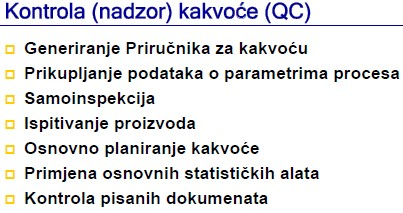 Kontrola (nadzor) kakvoće (QC)
Generiranje Priručnika za kakvoću
Prikupljanje podataka o parametrima procesa
Samoinspekcija
Ispitivanje proizvoda
Osnovno planiranje kakvoće
Primjena osnovnih statističkih alata
Kontrola pisanih dokumenata